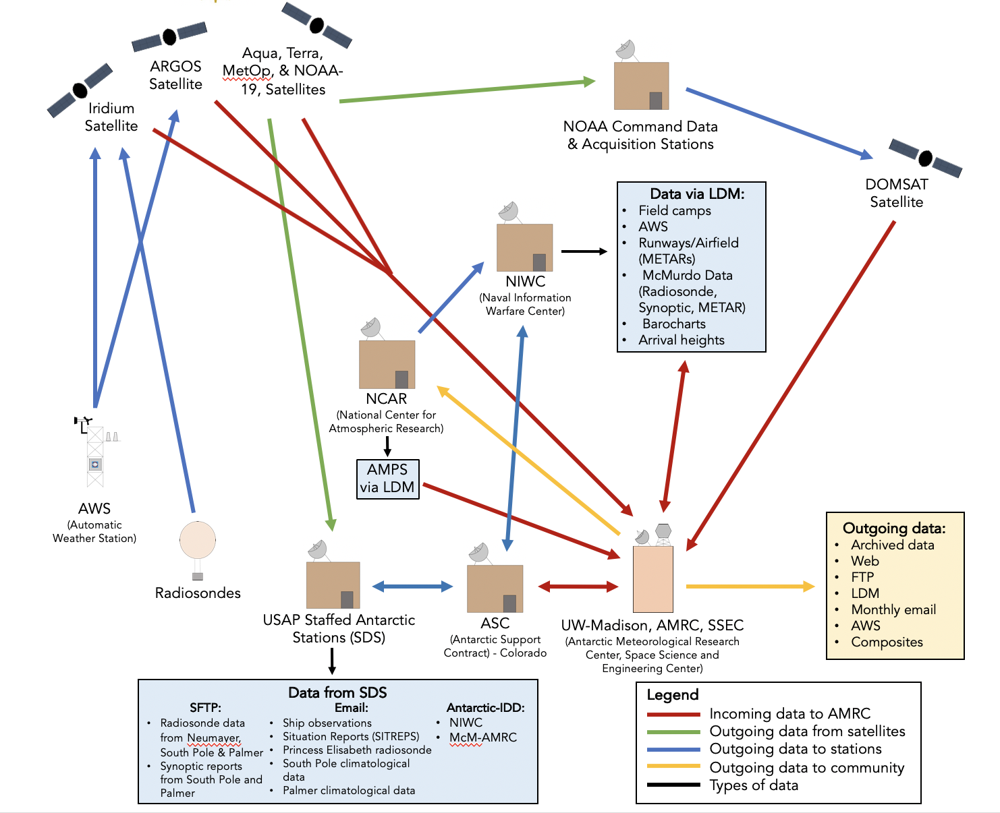 ARGOS
Satellite
Aqua, Terra,
MetOp, & NOAA-
19, Satellites
Iridium
Satellite
NOAA Command Data
& Acquisition Stations
DOMSAT
Satellite
Data via LDM:
• Field camps
• AWS
• Runways/Airfield
(METARs)
• McMurdo Data
(Radiosonde,
Synoptic, METAR)
• Barocharts
• Arrival heights
NIWC
(Naval Information
Warfare Center)
NCAR
(National Center for
Atmospheric Research)
AMPS
via LDM
AWS
(Automatic
Weather Station)
Radiosondes
USAP Staffed Antarctic
Stations (SDS)
ASC
(Antarctic Support
Contract) - Colorado
UW-Madison, AMRC, SSEC
(Antarctic Meteorological Research
Center, Space Science and
Engineering Center)
Outgoing data:
• Archived data
• Web
• FTP
• LDM
• Monthly email
• AWS
• Composites
Data from SDS
SFTP:
• Radiosonde data
from Neumayer,
South Pole & Palmer
• Synoptic reports
from South Pole and
Palmer
Email:
• Ship observations
• Situation Reports (SITREPS)
• Princess Elisabeth radiosonde
• South Pole climatological
data
• Palmer climatological data
Antarctic-IDD:
• NIWC
• McM-AMRC
Legend
Incoming data to AMRC
Outgoing data from satellites
Outgoing data to stations
Outgoing data to community
Types of data